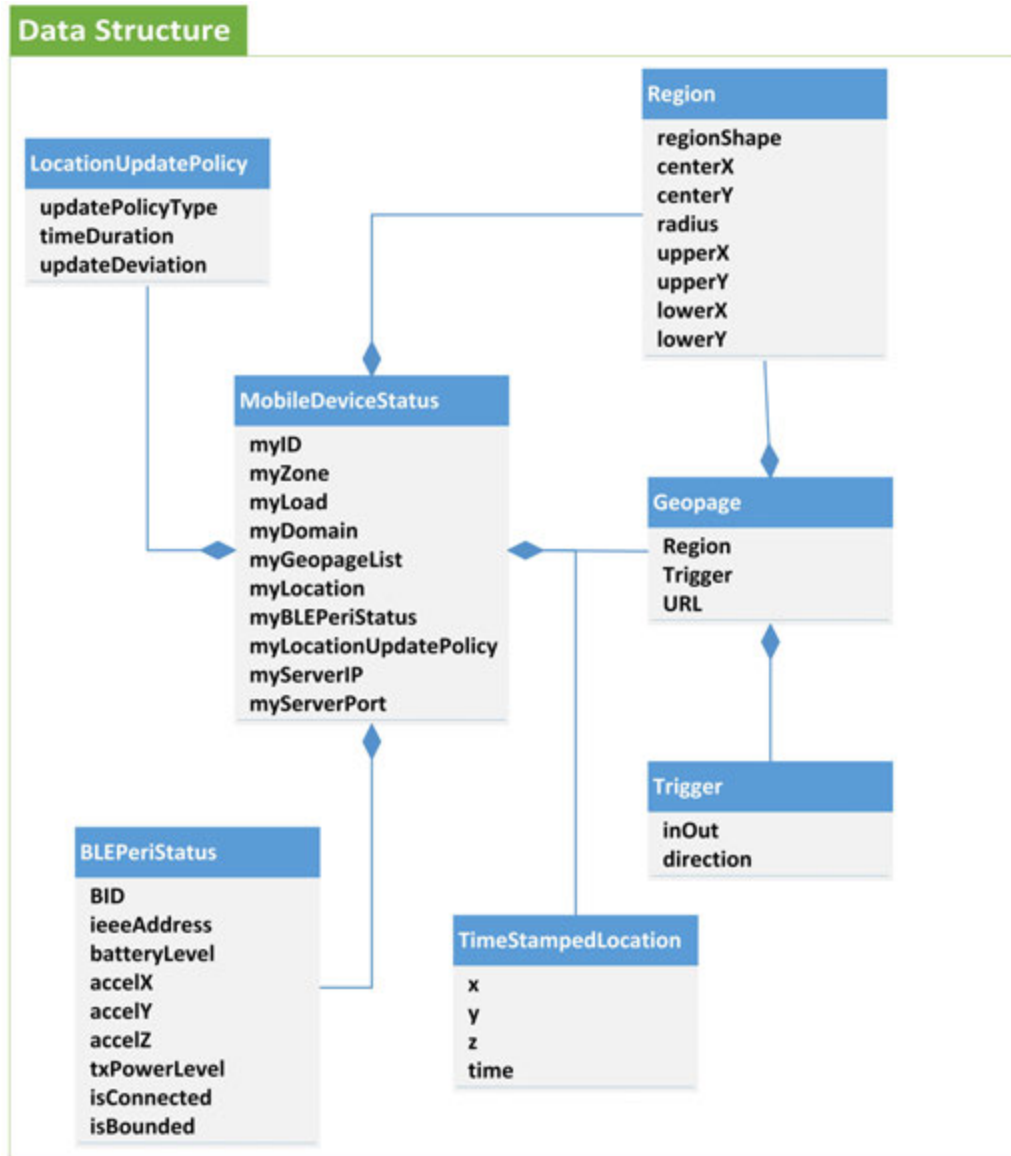 Data Structure
Region
regionShape
centerX
centerY
radius
upperX
upperY
lowerX
lowerY
LocationUpdatePolicy
updatePolicyType
timeDuration
updateDeviation
MobileDeviceStatus
myID
myZone
myLoad
myDomain
myGeopageList
myLocation
myBLEPeriStatus
myLocationUpdatePolicy
myServerIP
myServerPort
Geopage
Region
Trigger
URL
Trigger
inOut
direction
BLEPeriStatus
BID
ieeeAddress
batteryLevel
accelX
accelY
accelZ
txPowerLevel
isConnected
isBounded
TimeStampedLocation
x
y
z
time